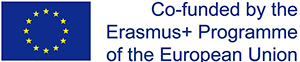 Co-funded by the
Erasmus+ Programme
of the European Union